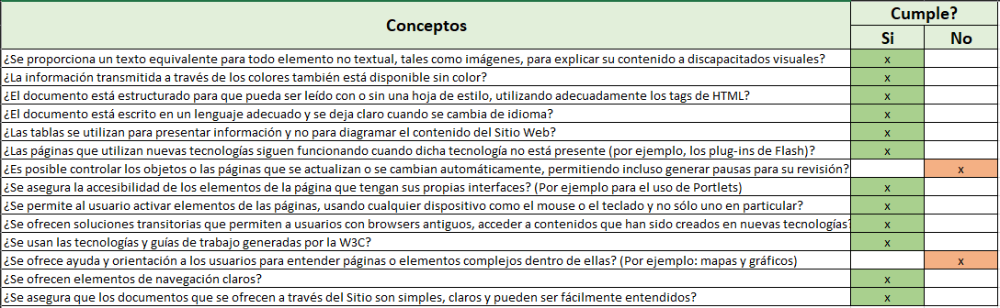 Conceptos Cumple?
Si No
¿Se proporciona un texto equivalente para todo elemento no textual, tales como imágenes, para explicar su contenido a discapacitados visuales? x
¿La información transmitida a través de los colores también está disponible sin color? x
¿El documento está estructurado para que pueda ser leído con o sin una hoja de estilo, utilizando adecuadamente los tags de HTML? x
¿El documento está escrito en un lenguaje adecuado y se deja claro cuando se cambia de idioma? x
¿Las tablas se utilizan para presentar información y no para diagramar el contenido del Sitio Web? x
¿Las páginas que utilizan nuevas tecnologías siguen funcionando cuando dicha tecnología no está presente (por ejemplo, los plug-ins de Flash)? x
¿Es posible controlar los objetos o las páginas que se actualizan o se cambian automáticamente, permitiendo incluso generar pausas para su revisión? x
¿Se asegura la accesibilidad de los elementos de la página que tengan sus propias interfaces? (Por ejemplo para el uso de Portlets) x
¿Se permite al usuario activar elementos de las páginas, usando cualquier dispositivo como el mouse o el teclado y no sólo uno en particular? x
¿Se ofrecen soluciones transitorias que permiten a usuarios con browsers antiguos, acceder a contenidos que han sido creados en nuevas tecnologías? x
¿Se usan las tecnologías y guías de trabajo generadas por la W3C? x
¿Se ofrece ayuda y orientación a los usuarios para entender páginas o elementos complejos dentro de ellas? (Por ejemplo: mapas y gráficos) x
¿Se ofrecen elementos de navegación claros? x
¿Se asegura que los documentos que se ofrecen a través del Sitio son simples, claros y pueden ser fácilmente entendidos? x